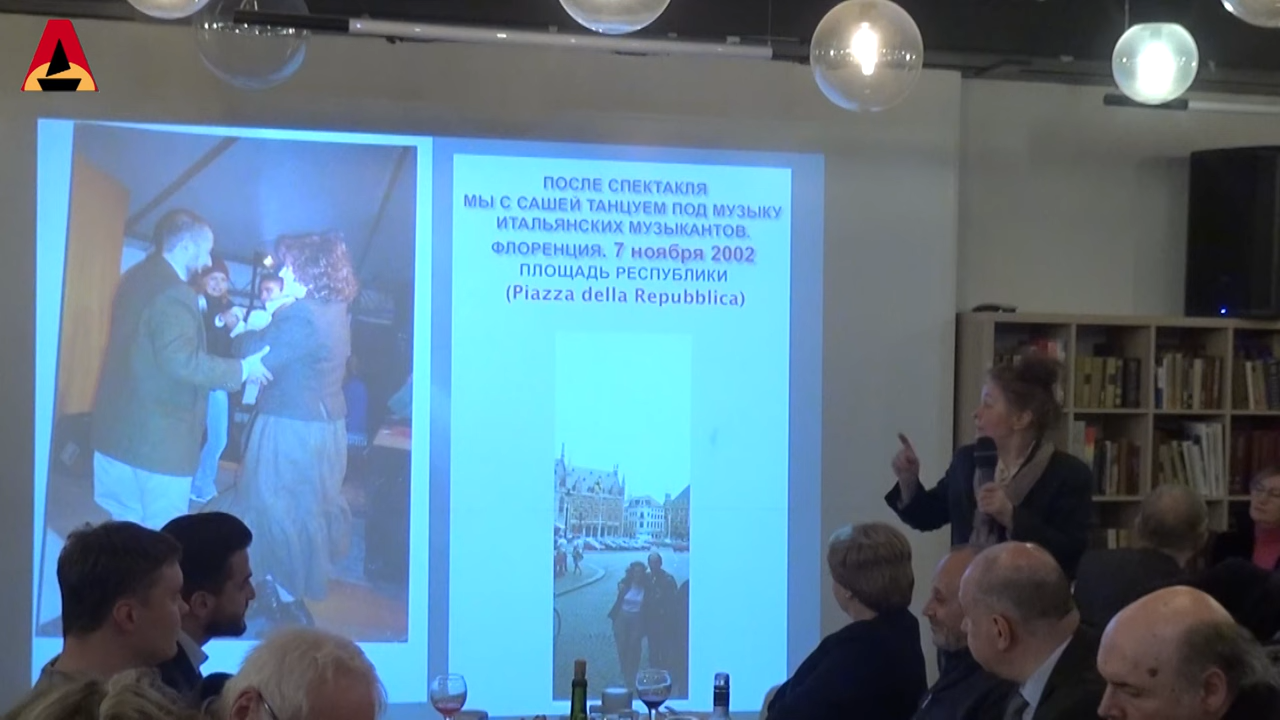 ПОСЛЕ СПЕКТАКЛЯ
МЫ С САШЕЙ ТАНЦУЕМ ПОД МУЗЫКУ
ИТАЛЬЯНСКИХ МУЗЫКАНТОВ.
ФЛОРЕНЦИЯ. 7 ноября 2002
ПЛОЩАДЬ РЕСПУБЛИКИ
(Piazza della Repubblica)